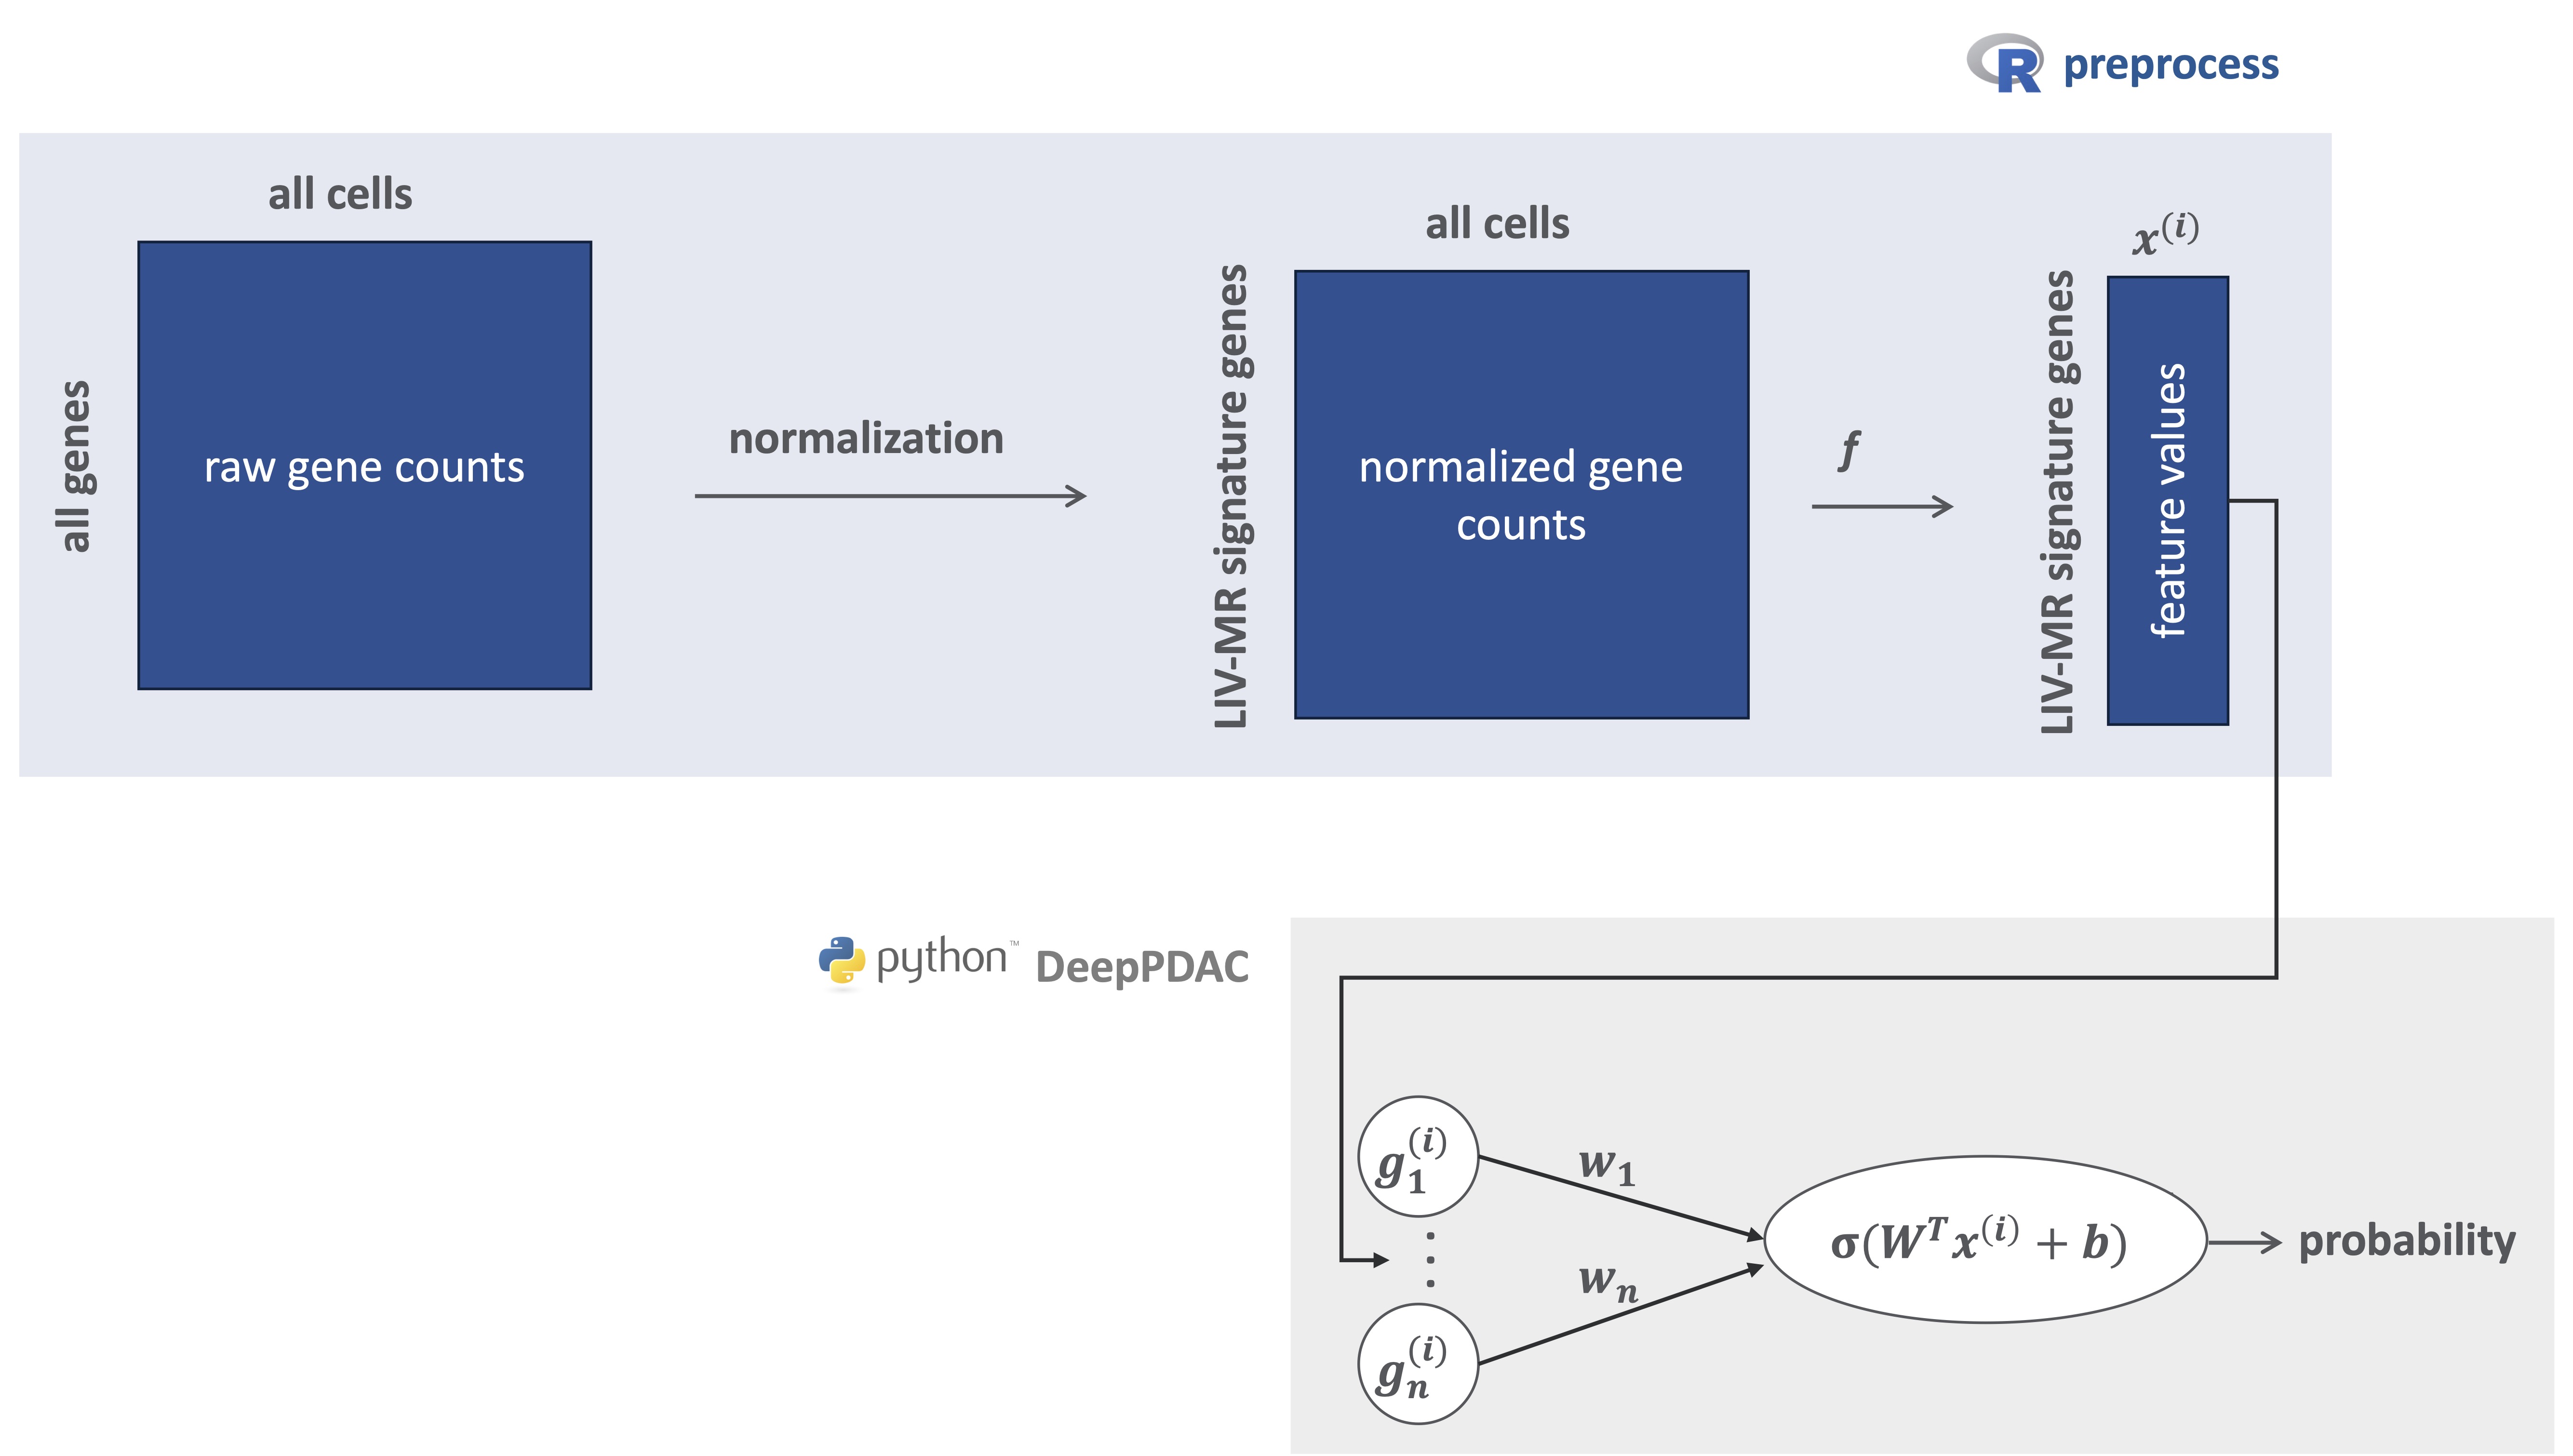 R preprocess
all cells
all genes
raw gene counts
normalization
all cells
LIV-MR signature genes
normalized gene
counts
f
x^(i)
LIV-MR signature genes
feature values
python™ DeepPDAC
g_1^(i)
⋮
g_n^(i)
w_1
w_n
σ(W^T x^(i) + b)
probability